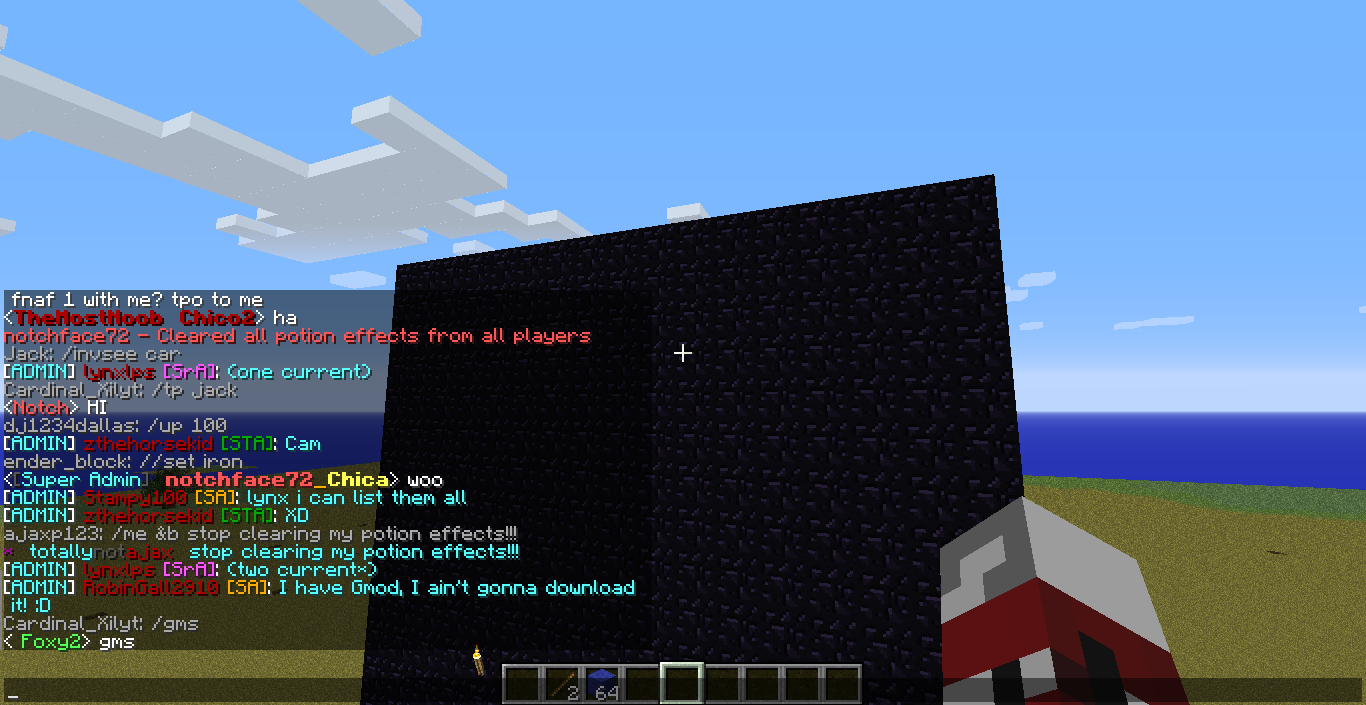 fnaf 1 with me? tpo to me
<TheMostNoob Chico2> ha
notchface72 - Cleared all potion effects from all players
Jack: /invsee car
[ADMIN] lynxlps [SrA]: (one current)
Cardinal_Xilyt: /tp jack
<Notch> HI
djj1234dallas: /up 100
[ADMIN] zthehorsekid [STA]: Cam
ender_block: //set iron
<[Super Admin] notchface72_Chica> woo
[ADMIN] Stampy100 [SA]: lynx i can list them all
[ADMIN] zthehorsekid [STA]: XD
ajaxp123: /me &b stop clearing my potion effects!!!
* totallynotajax stop clearing my potion effects!!!
[ADMIN] lynxlps [SrA]: (two current*)
[ADMIN] RobinGall2910 [SA]: I have Gmod, I ain't gonna download
it! :D
Cardinal_Xilyt: /gms
< Foxy2> gms
_
2 64